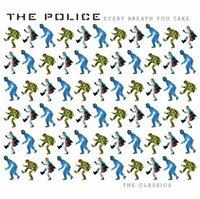 THE POLICE EVERY BREATH YOU TAKE
THE CLASSICS